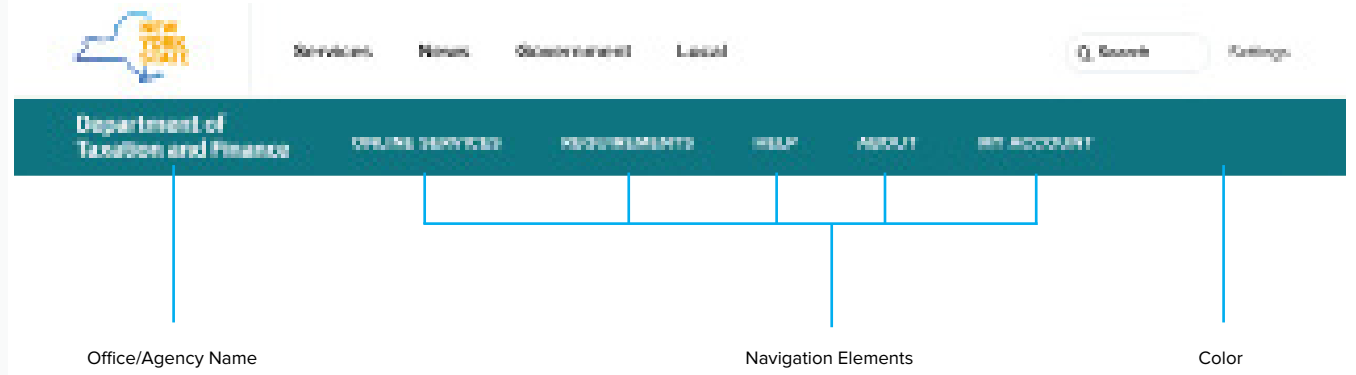 NEW
YORK
STATE
Services News Government Local Search Settings
Department of
Taxation and Finance
ONLINE SERVICES REQUIREMENTS HELP ABOUT MY ACCOUNT
Office/Agency Name Navigation Elements Color